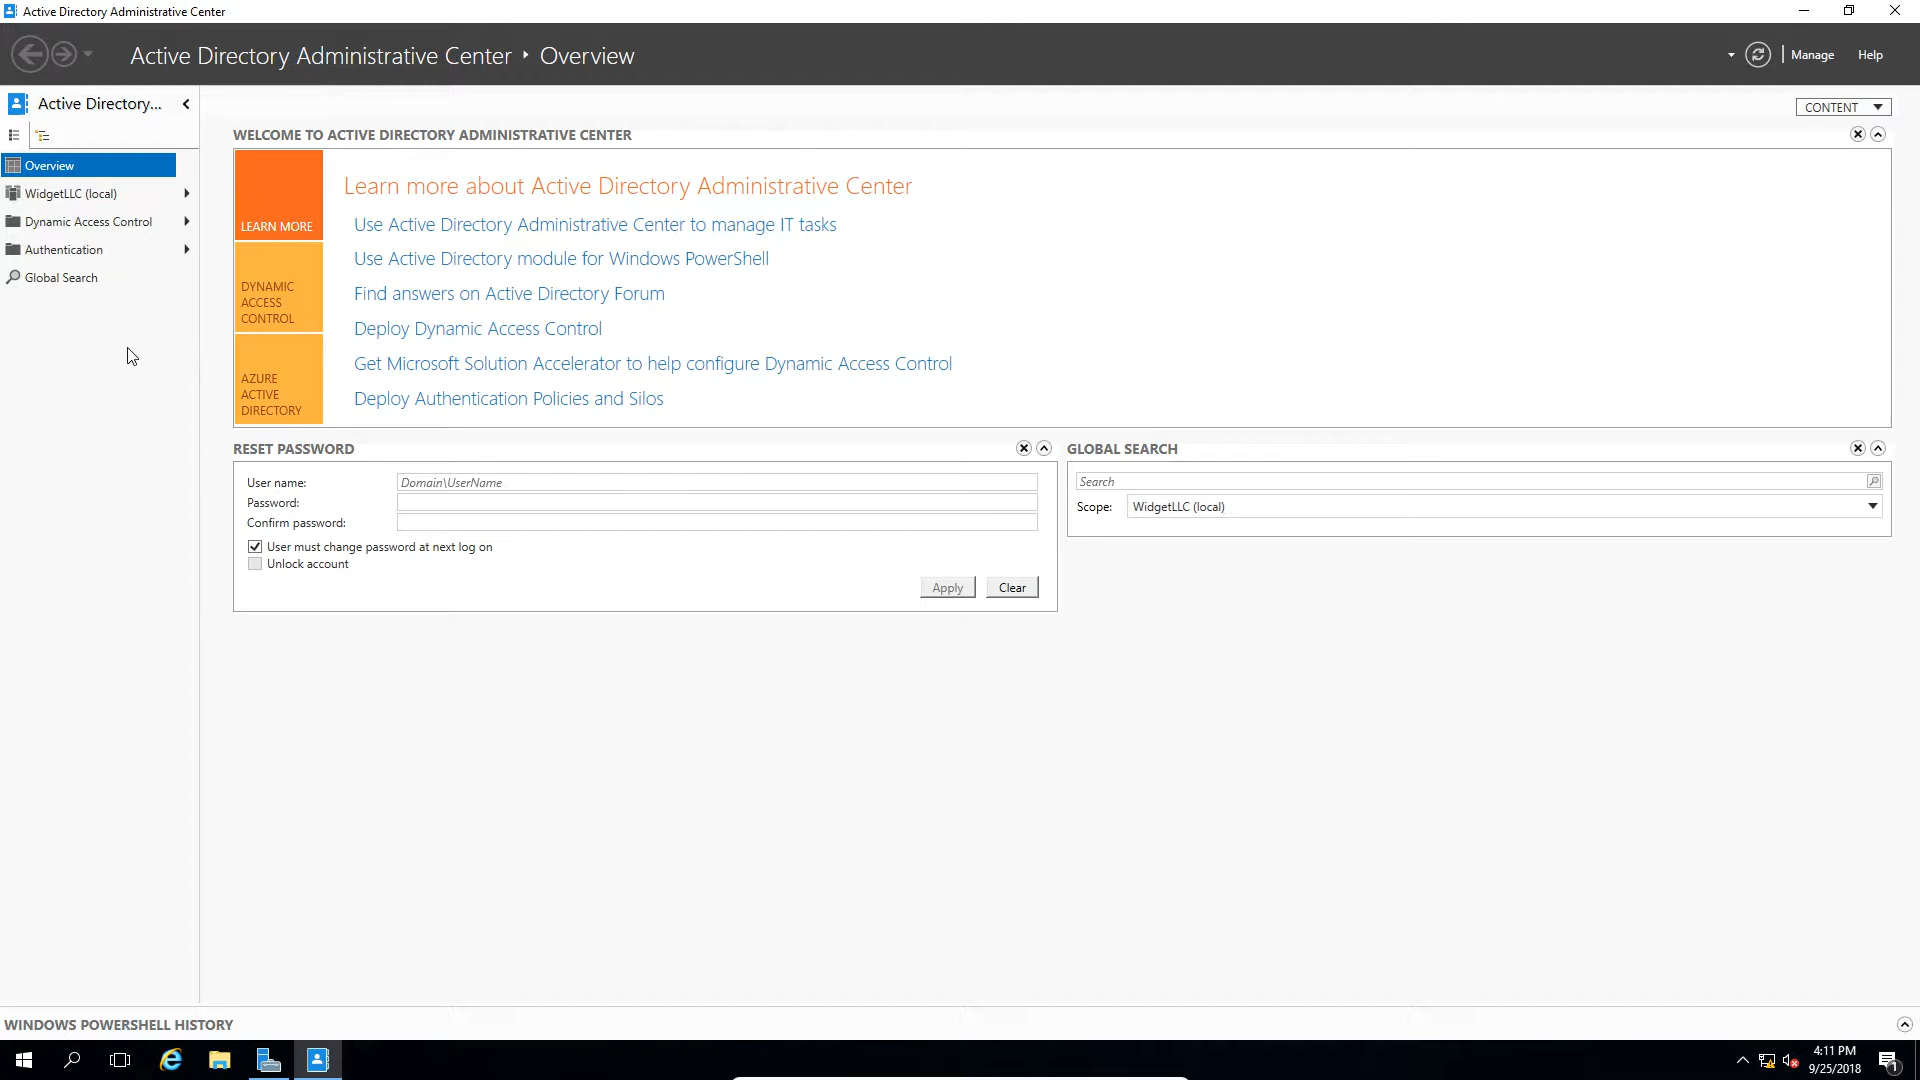 Active Directory Administrative Center
Active Directory Administrative Center ‣ Overview
Manage
Help
Active Directory...
CONTENT
Overview
WidgetLLC (local)
Dynamic Access Control
Authentication
Global Search
WELCOME TO ACTIVE DIRECTORY ADMINISTRATIVE CENTER
LEARN MORE
DYNAMIC
ACCESS
CONTROL
AZURE
ACTIVE
DIRECTORY
Learn more about Active Directory Administrative Center
Use Active Directory Administrative Center to manage IT tasks
Use Active Directory module for Windows PowerShell
Find answers on Active Directory Forum
Deploy Dynamic Access Control
Get Microsoft Solution Accelerator to help configure Dynamic Access Control
Deploy Authentication Policies and Silos
RESET PASSWORD
User name:
Domain\UserName
Password:
Confirm password:
User must change password at next log on
Unlock account
Apply
Clear
GLOBAL SEARCH
Search
Scope:
WidgetLLC (local)
WINDOWS POWERSHELL HISTORY
4:11 PM
9/25/2018
1